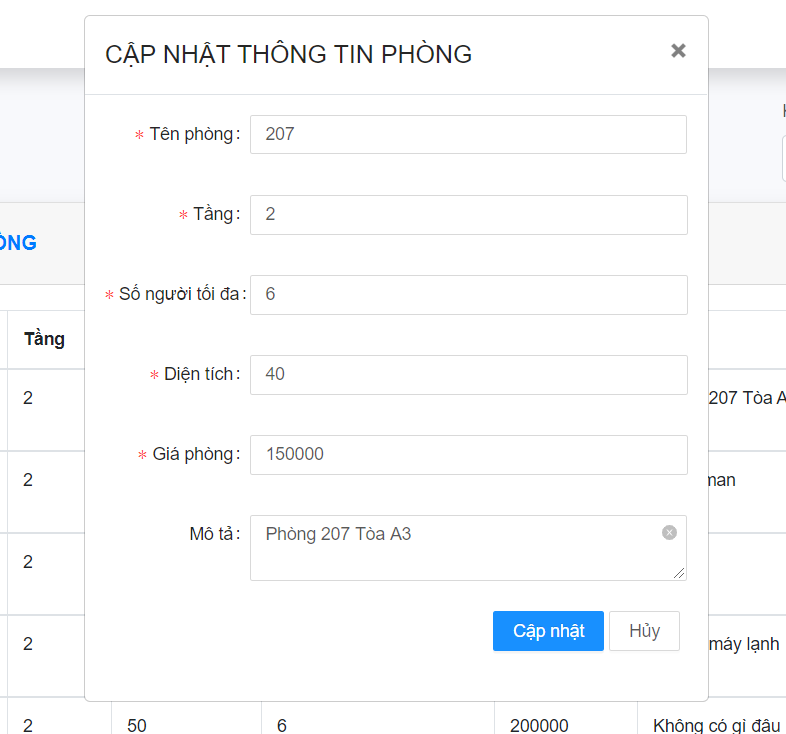 CẬP NHẬT THÔNG TIN PHÒNG
* Tên phòng: 207
* Tầng: 2
ÒNG
* Số người tối đa: 6
Tầng
* Diện tích: 40
2 207 Tòa A
* Giá phòng: 150000
2 man
Mô tả: Phòng 207 Tòa A3
2
Cập nhật Hủy
2 máy lạnh
2 50 6 200000 Không có gì đâu